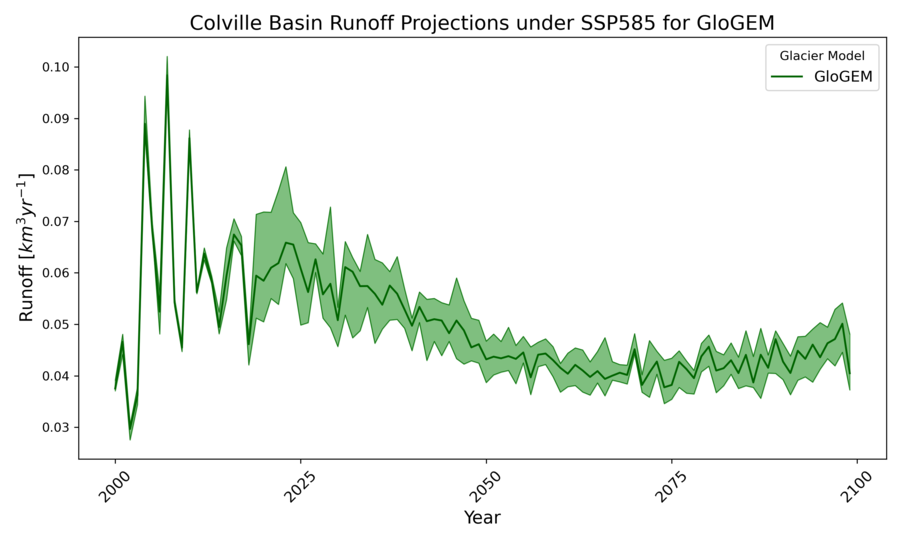 Colville Basin Runoff Projections under SSP585 for GloGEM
Glacier Model
GloGEM
0.10
0.09
0.08
0.07
0.06
0.05
0.04
0.03
Runoff [km³yr⁻¹]
2000
2025
2050
2075
2100
Year